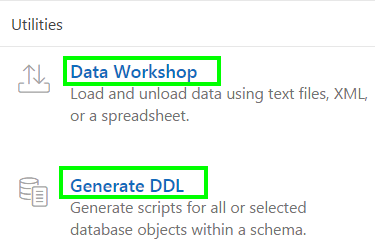 Utilities
Data Workshop
Load and unload data using text files, XML,
or a spreadsheet.
Generate DDL
Generate scripts for all or selected
database objects within a schema.